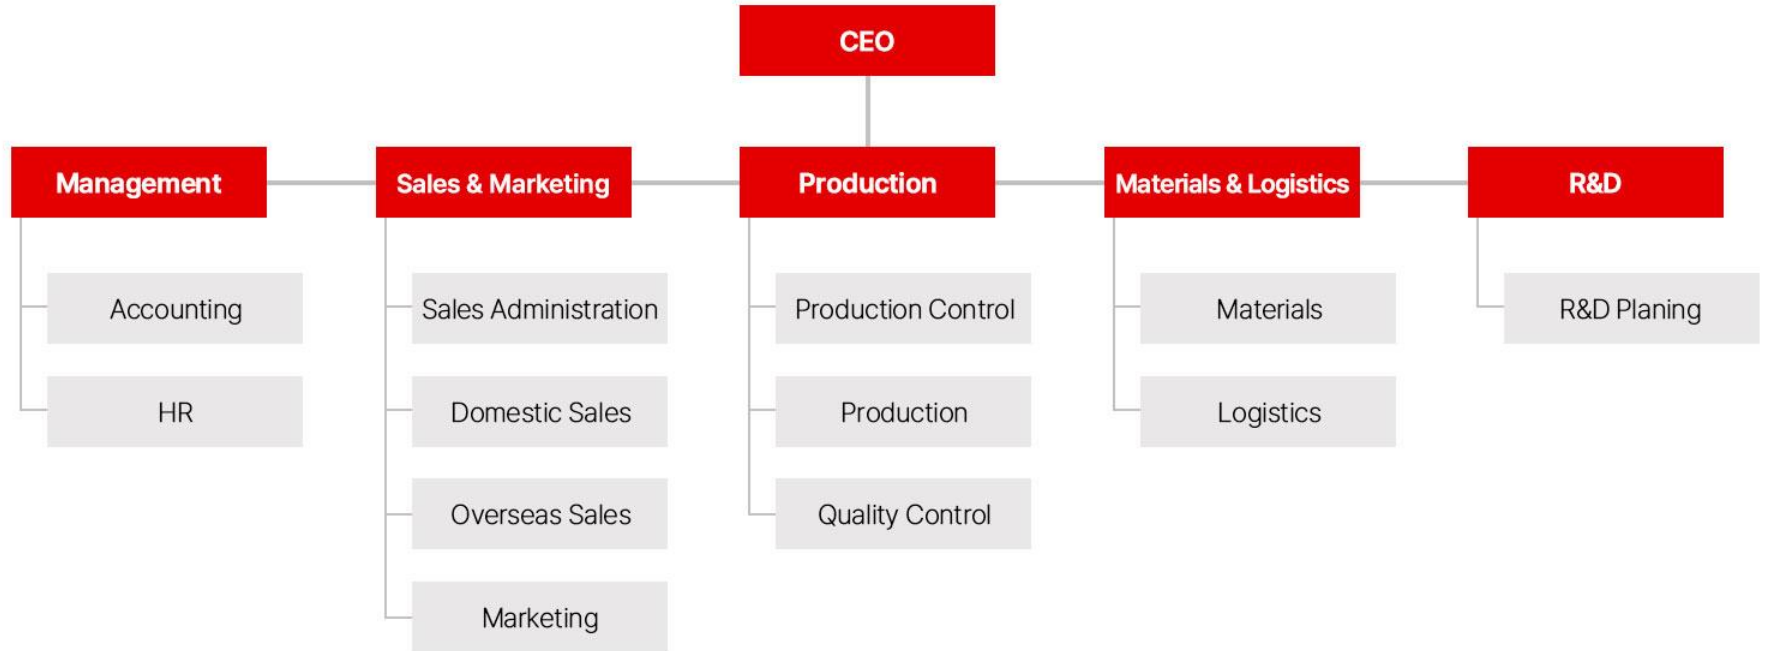 CEO
Management
Sales & Marketing
Production
Materials & Logistics
R&D
Accounting
Sales Administration
Production Control
Materials
R&D Planing
HR
Domestic Sales
Production
Logistics
Overseas Sales
Quality Control
Marketing